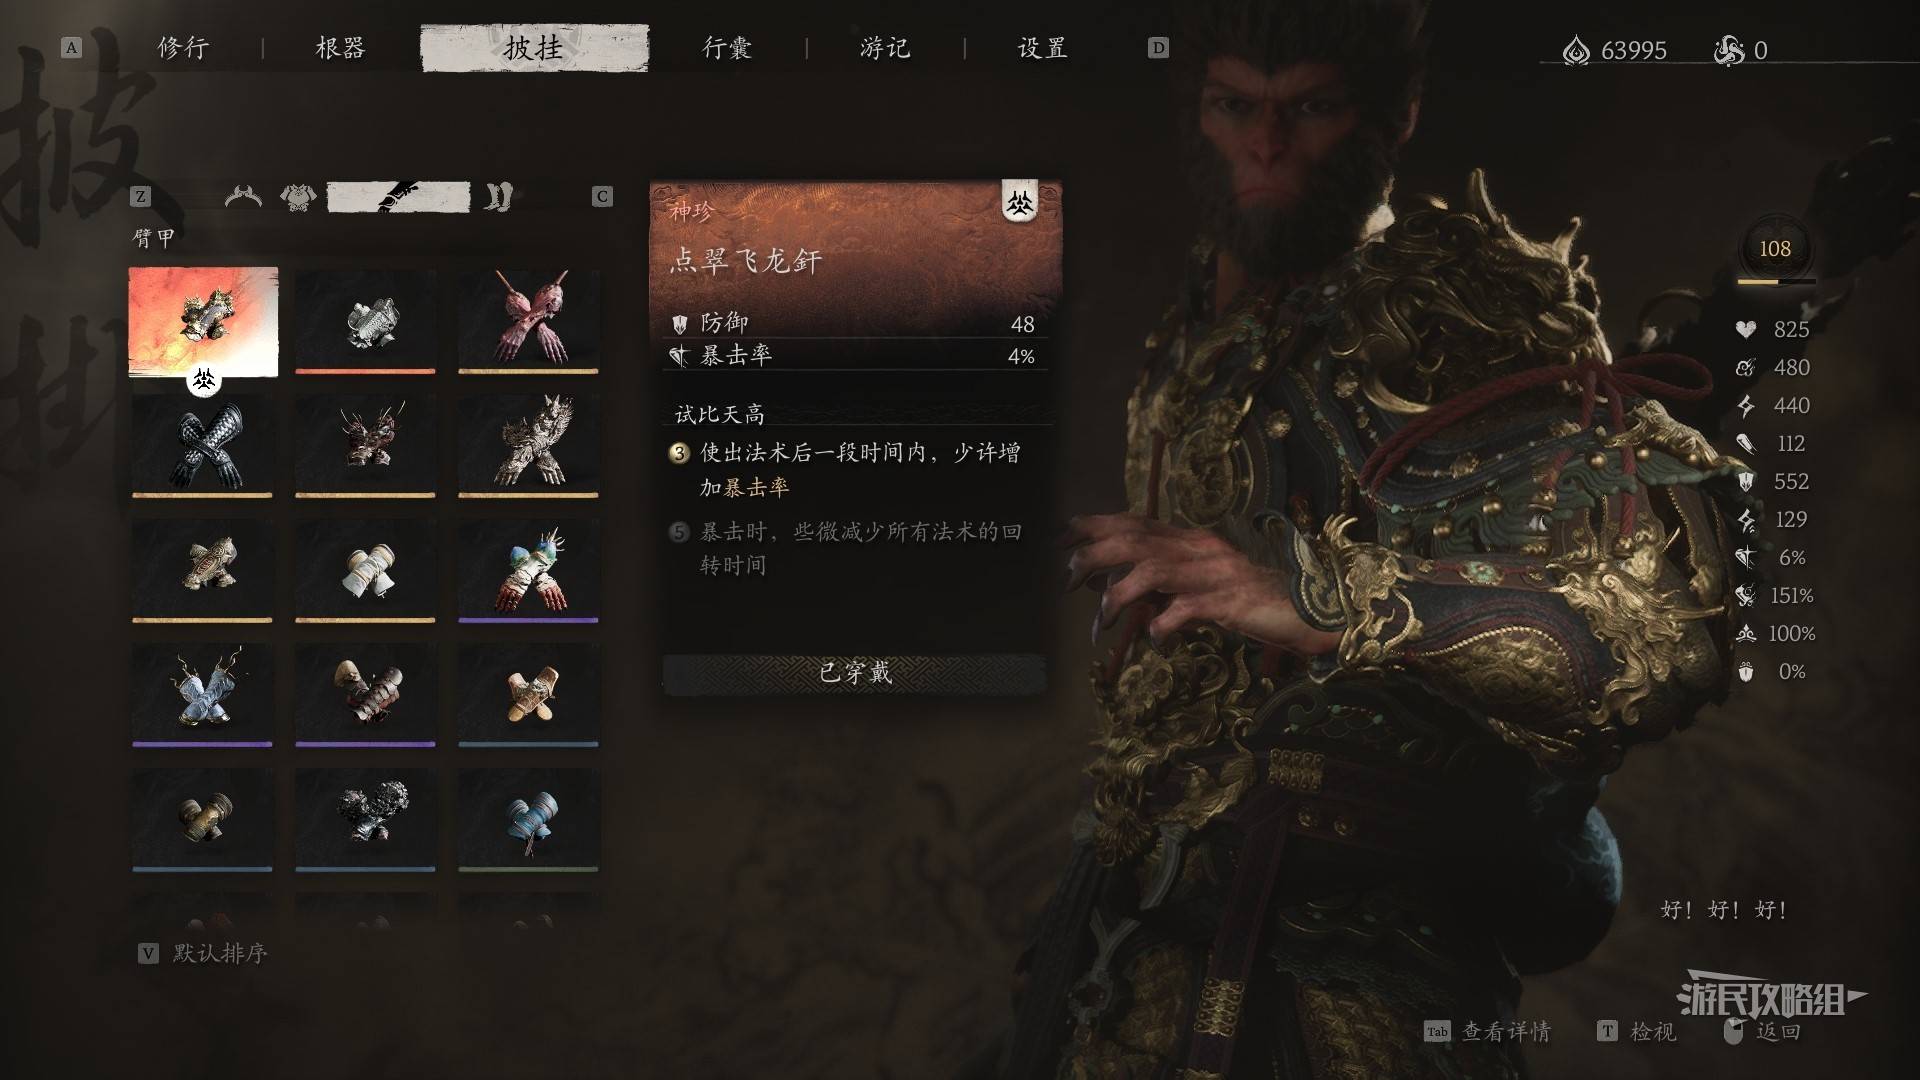 A 修行 根器 披挂 行囊 游记 设置 D 63995 0
披挂
Z C
臂甲
神珍
点翠飞龙釬
防御 48
暴击率 4%
试比天高
3 使出法术后一段时间内，少许增
加暴击率
5 暴击时，些微减少所有法术的回
转时间
已穿戴
108
825
480
440
112
552
129
6%
151%
100%
0%
好！好！好！
V 默认排序
游民攻略组
Tab 查看详情 T 检视 返回